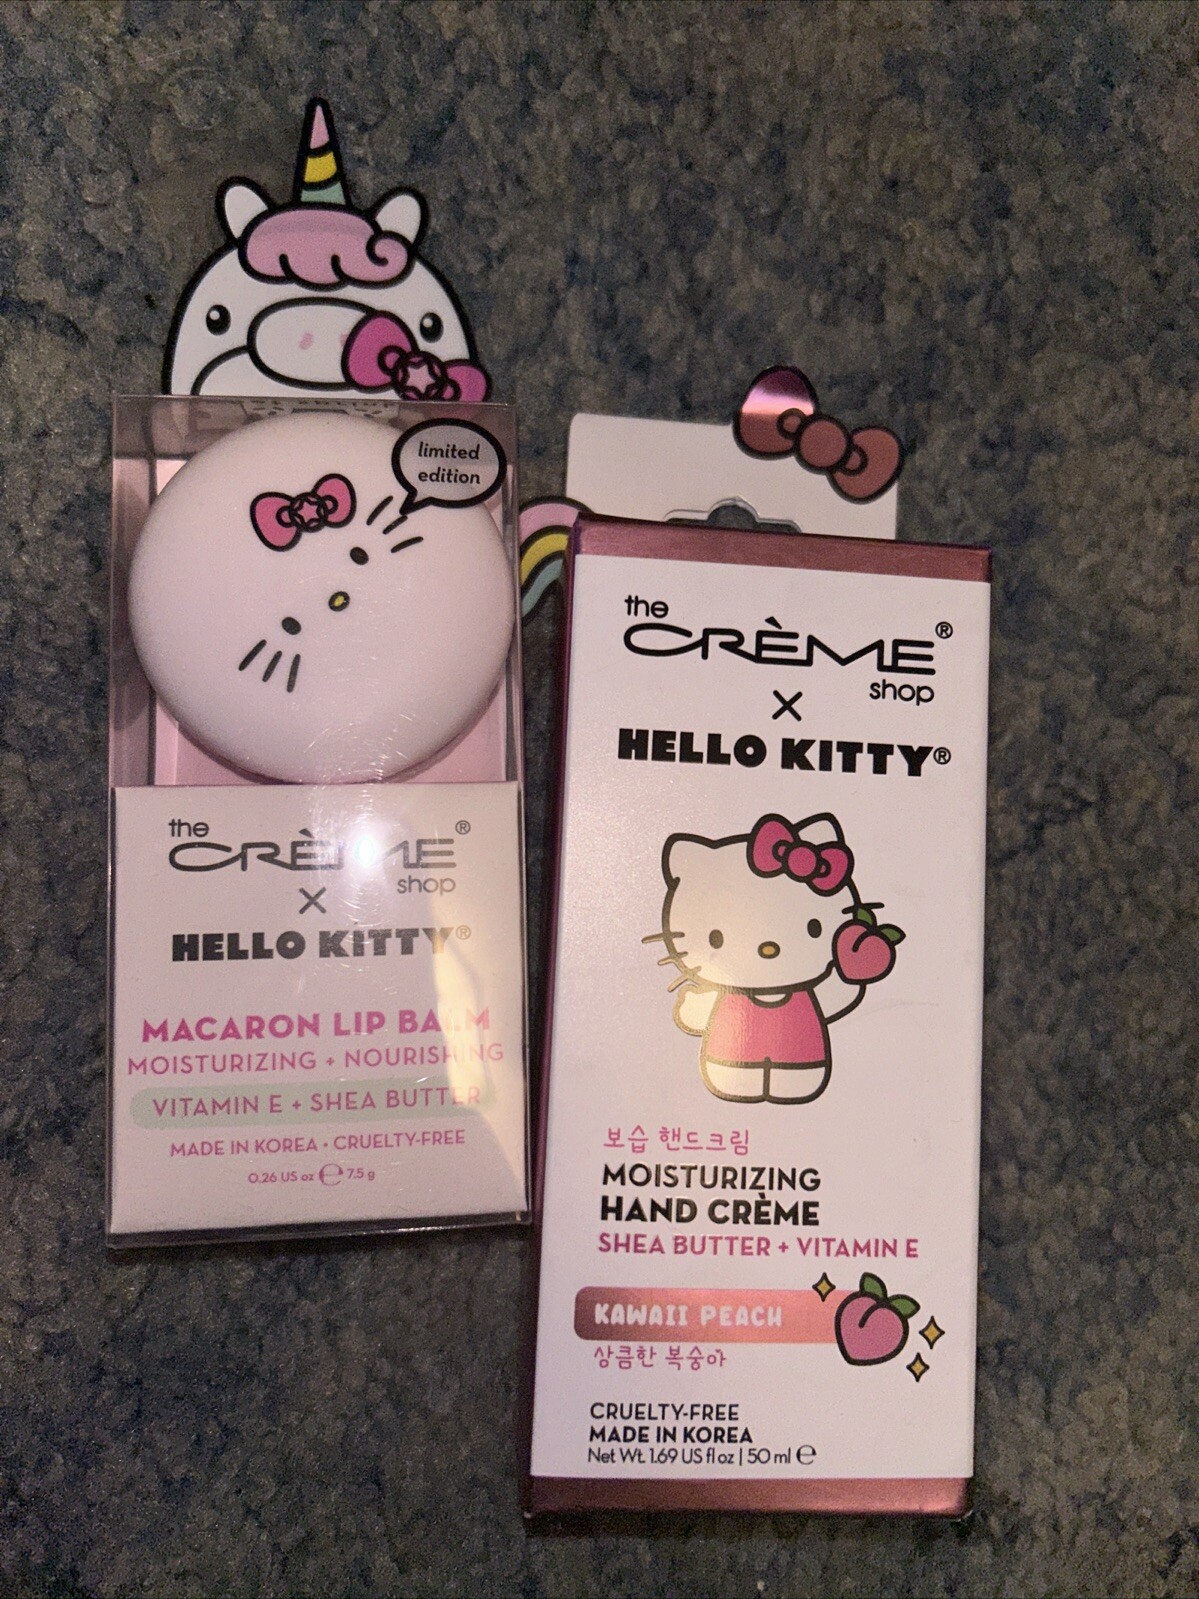 limited
edition
the
CRÈME®
shop
X
HELLO KITTY®
MACARON LIP BALM
MOISTURIZING + NOURISHING
VITAMIN E + SHEA BUTTER
MADE IN KOREA • CRUELTY-FREE
0.26 US oz ℮ 7.5 g
the
CRÈME®
shop
X
HELLO KITTY®
보습 핸드크림
MOISTURIZING
HAND CRÈME
SHEA BUTTER + VITAMIN E
KAWAII PEACH
상큼한 복숭아
CRUELTY-FREE
MADE IN KOREA
Net Wt. 1.69 US fl oz | 50 ml ℮